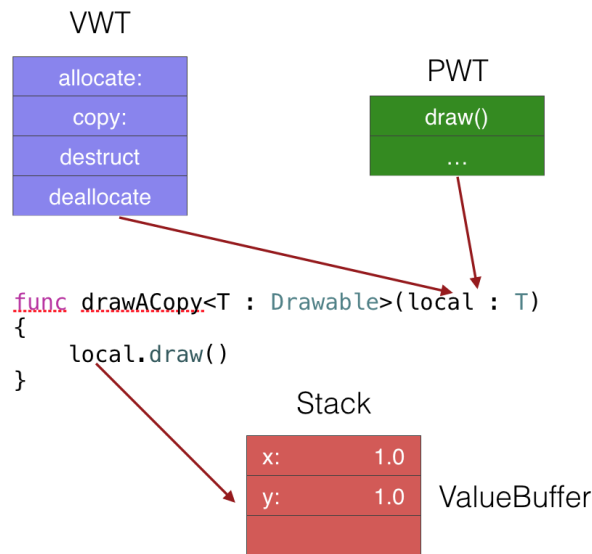 VWT
allocate:
copy:
destruct
deallocate
PWT
draw()
...
func drawACopy<T : Drawable>(local : T)
{
local.draw()
}
Stack
x: 1.0
y: 1.0
ValueBuffer